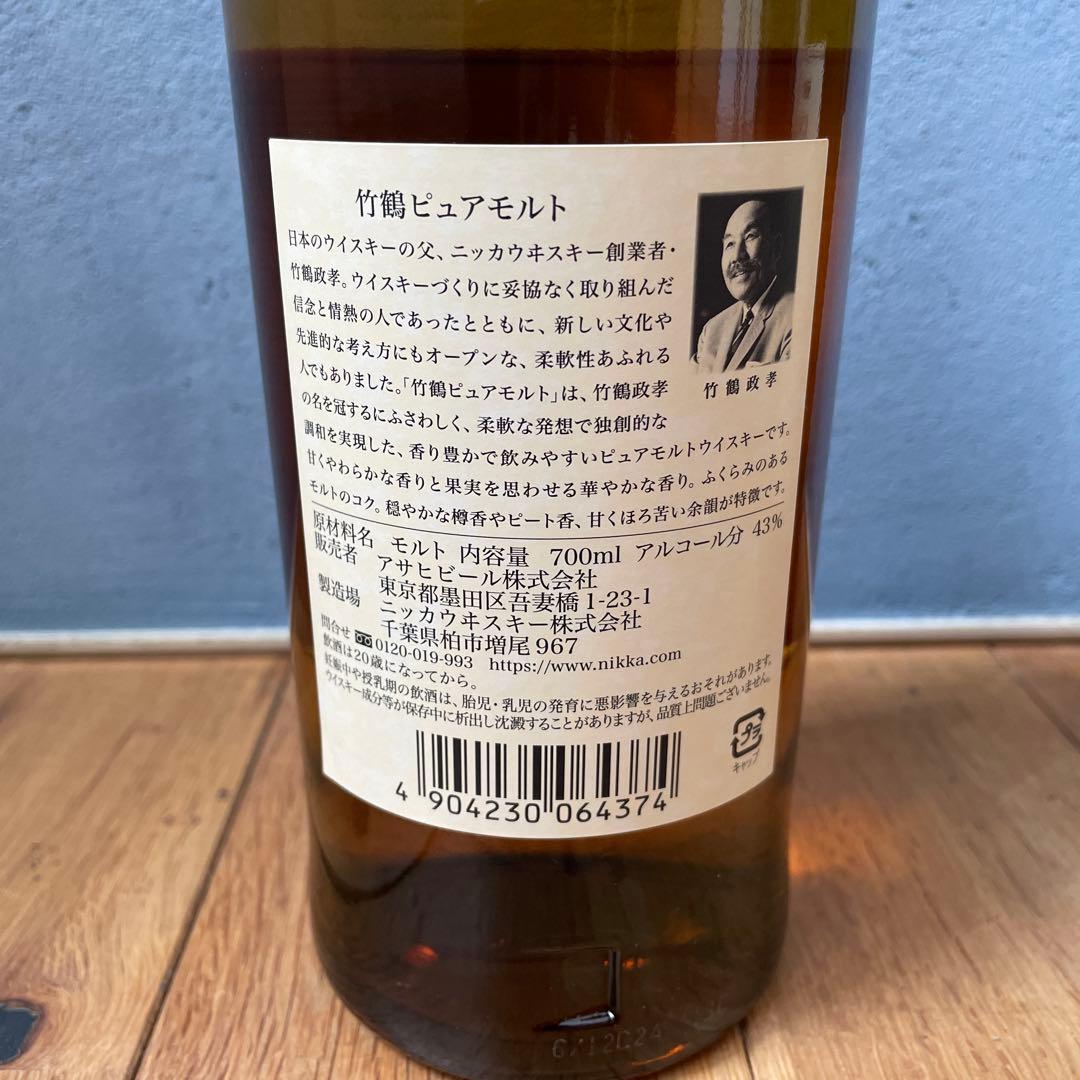 竹鶴ピュアモルト
日本のウイスキーの父、ニッカウヰスキー創業者・
竹鶴政孝。ウイスキーづくりに妥協なく取り組んだ
信念と情熱の人であったとともに、新しい文化や
先進的な考え方にもオープンな、柔軟性あふれる
人でもありました。「竹鶴ピュアモルト」は、竹鶴政孝
の名を冠するにふさわしく、柔軟な発想で独創的な
調和を実現した、香り豊かで飲みやすいピュアモルトウイスキーです。
甘くやわらかな香りと果実を思わせる華やかな香り。ふくらみのある
モルトのコク。穏やかな樽香やピート香、甘くほろ苦い余韻が特徴です。
竹鶴政孝
原材料名 モルト 内容量 700ml アルコール分 43%
販売者 アサヒビール株式会社
東京都墨田区吾妻橋1-23-1
製造場 ニッカウヰスキー株式会社
千葉県柏市増尾967
問合せ 0120-019-993 https://www.nikka.com
飲酒は20歳になってから。
妊娠中や授乳期の飲酒は、胎児・乳児の発育に悪影響を与えるおそれがあります。
ウイスキー成分等が保存中に析出し沈澱することがありますが、品質上問題ございません。
プラ
キャップ
4 904230 064374